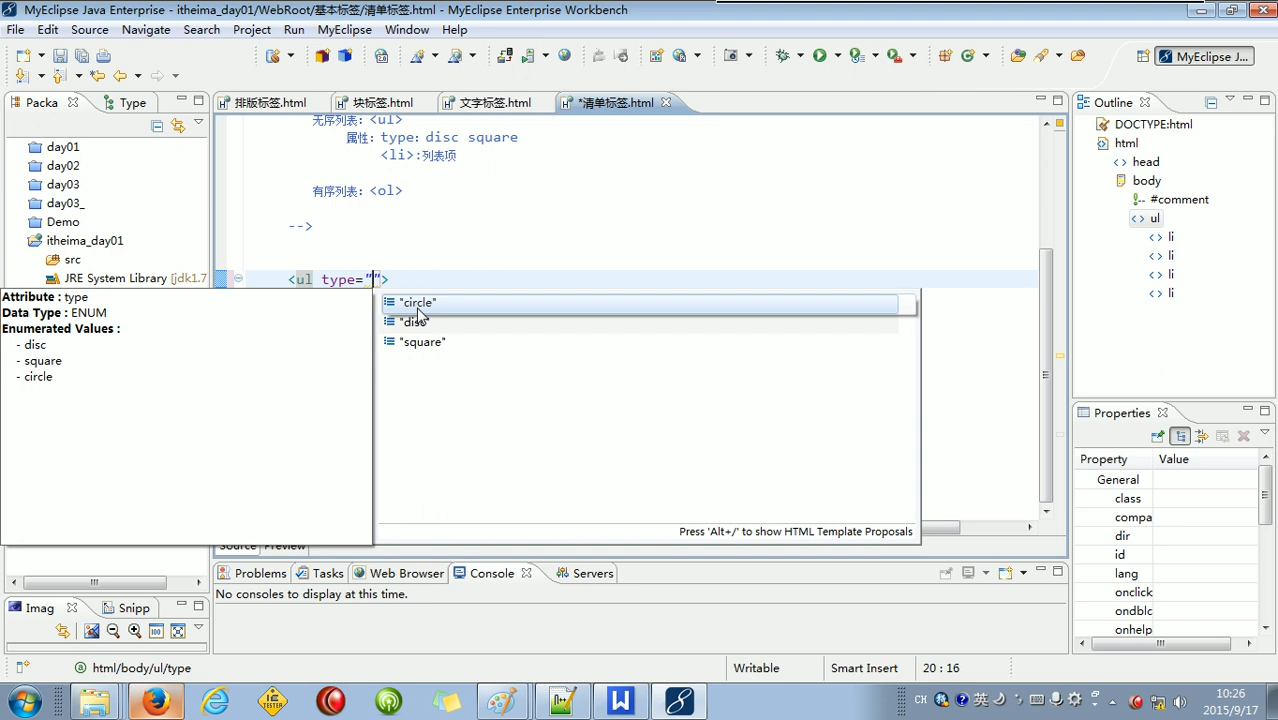 MyEclipse Java Enterprise - itheima_day01/WebRoot/基本标签/清单标签.html - MyEclipse Enterprise Workbench
File Edit Source Navigate Search Project Run MyEclipse Window Help
MyEclipse J...
Packa Type
排版标签.html 块标签.html 文字标签.html *清单标签.html
Outline
day01
day02
day03
day03_
Demo
itheima_day01
src
JRE System Library [jdk1.7
无序列表: <ul>
属性: type: disc square
<li>:列表项
有序列表: <ol>
-->
<ul type="">
DOCTYPE:html
html
head
body
#comment
ul
li
li
li
li
Attribute : type
Data Type : ENUM
Enumerated Values :
- disc
- square
- circle
"circle"
"disc"
"square"
Press 'Alt+/' to show HTML Template Proposals
Source Preview
Properties
Property Value
General
class
compa
dir
id
lang
onclick
ondblc
onhelp
Problems Tasks Web Browser Console Servers
No consoles to display at this time.
Imag Snipp
html/body/ul/type
Writable
Smart Insert
20 : 16
CH
英
10:26
2015/9/17